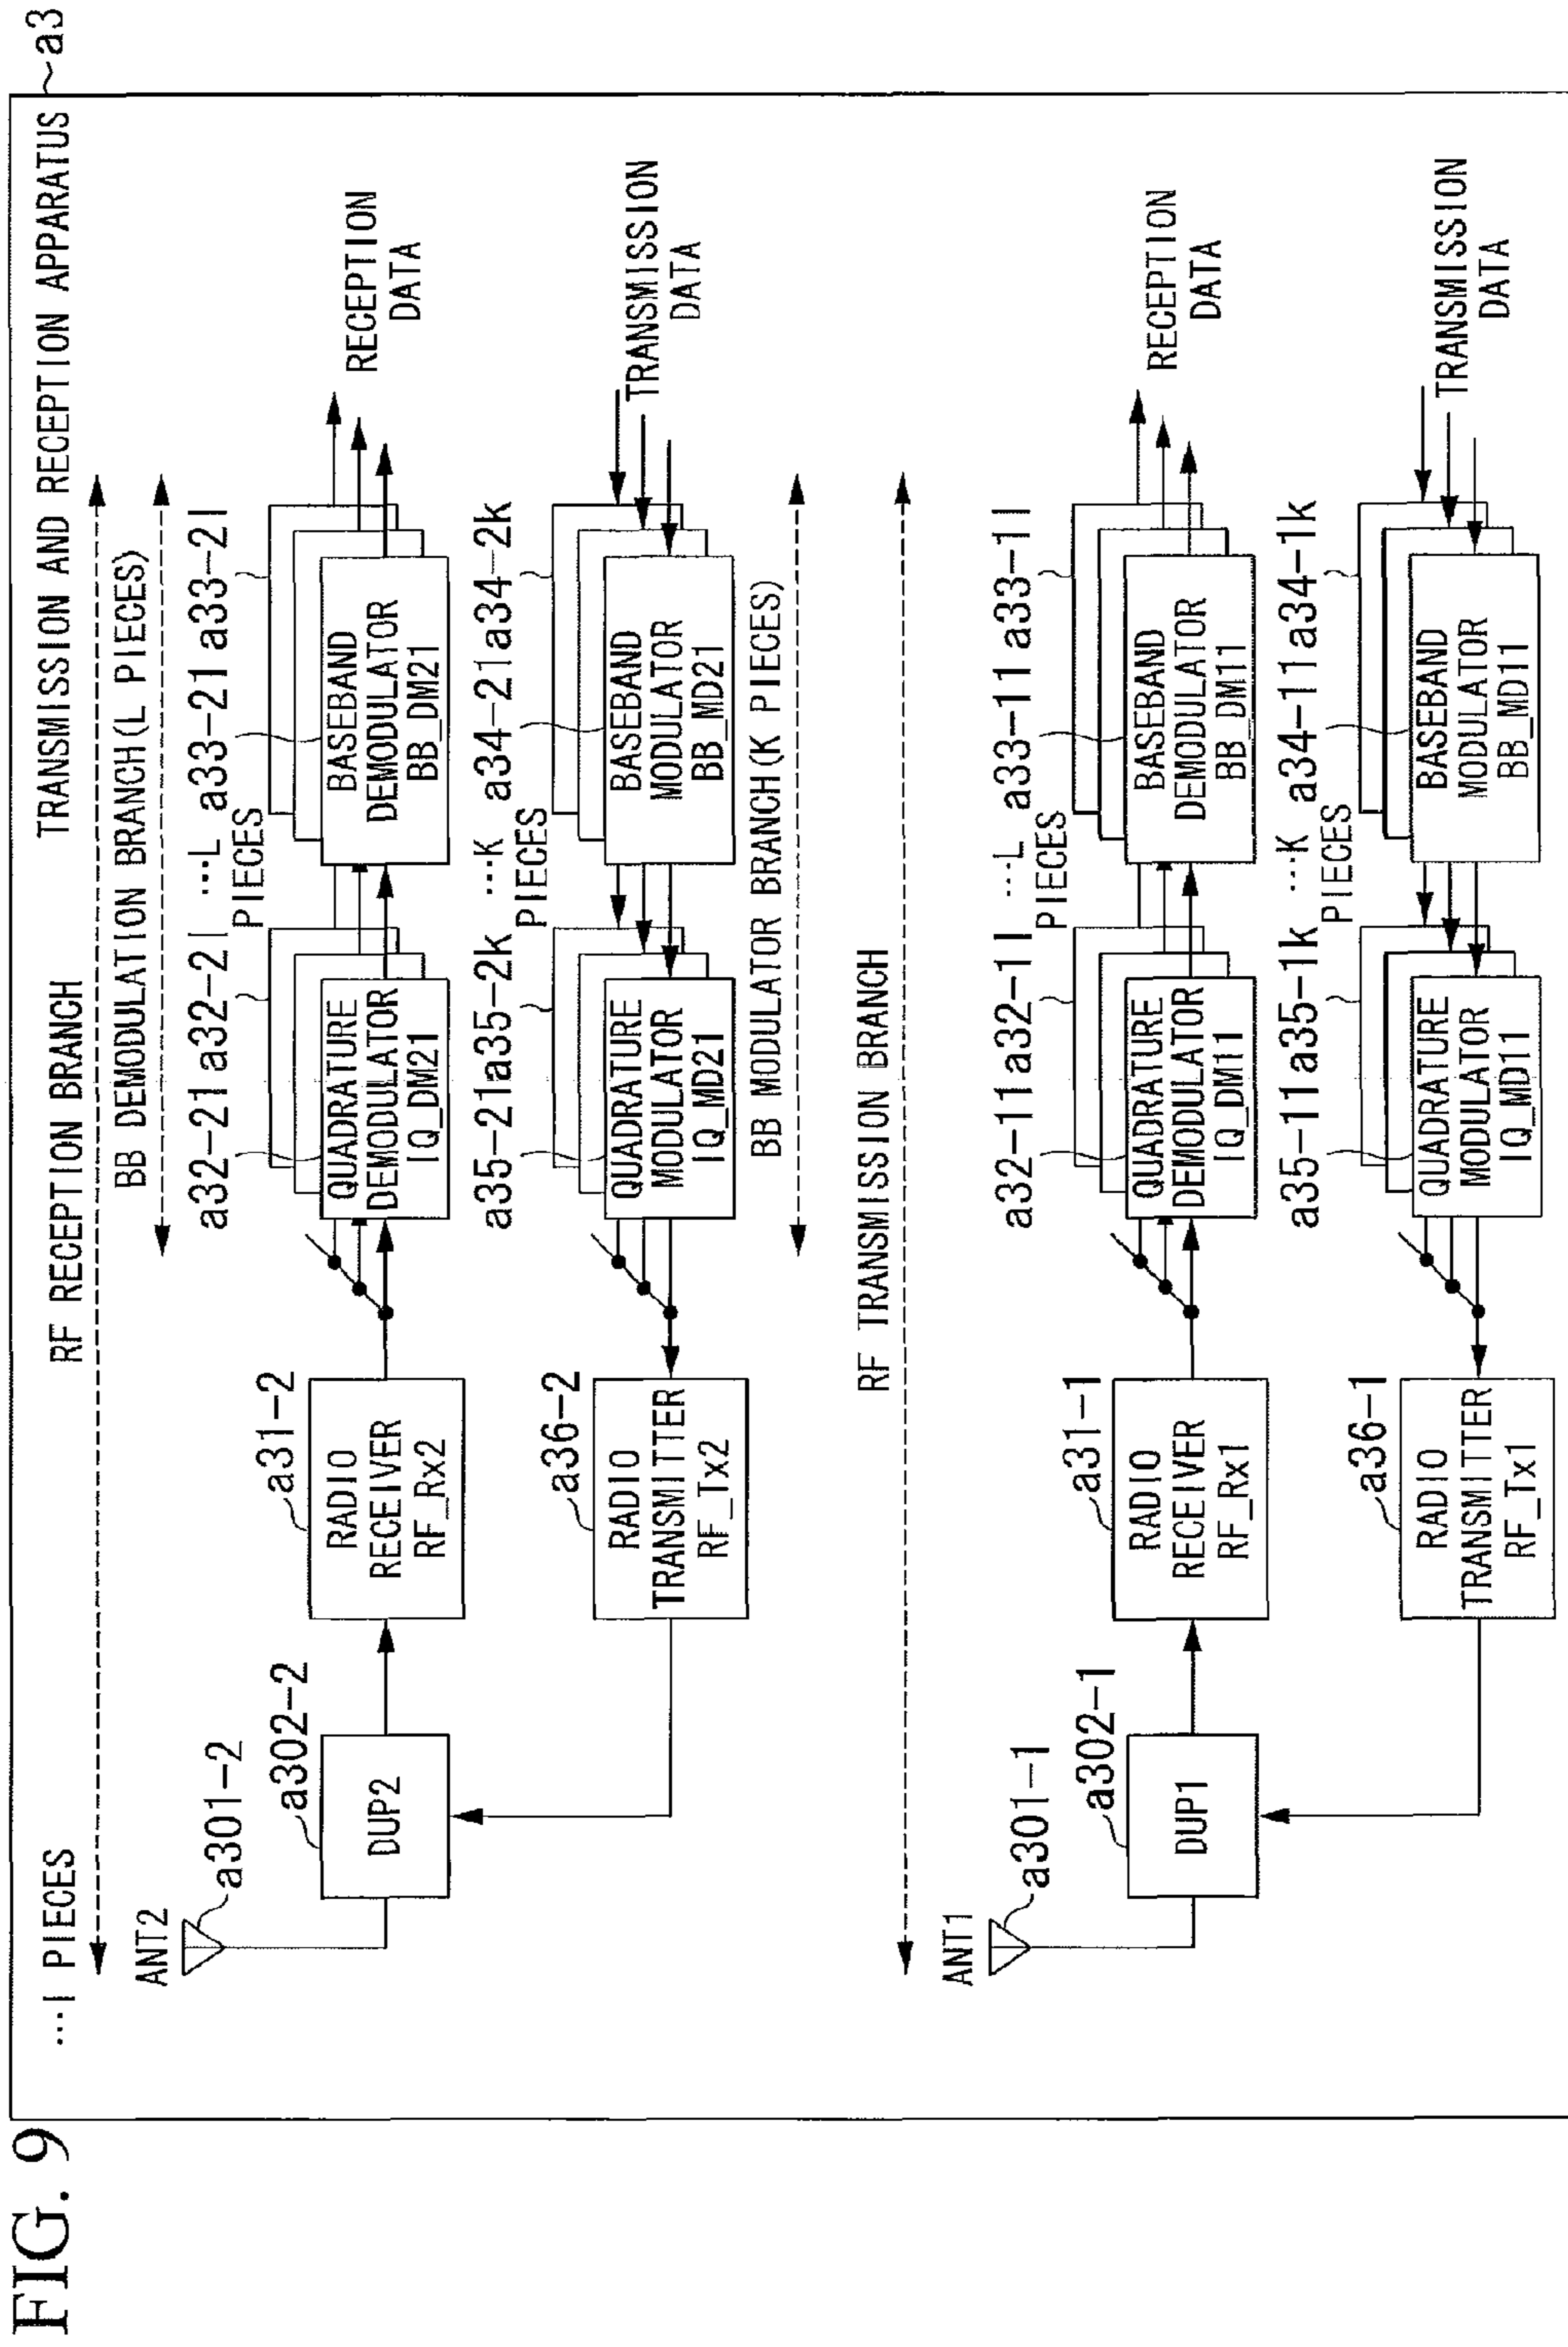 FIG. 9
TRANSMISSION AND RECEPTION APPARATUS
a3
...I PIECES
RF RECEPTION BRANCH
BB DEMODULATION BRANCH(L PIECES)
ANT2
a301-2
a302-2
DUP2
a31-2
RADIO
RECEIVER
RF_Rx2
a32-21
a32-2l
...L
PIECES
QUADRATURE
DEMODULATOR
IQ_DM21
a33-21
a33-2l
BASEBAND
DEMODULATOR
BB_DM21
RECEPTION
DATA
a36-2
RADIO
TRANSMITTER
RF_Tx2
a35-21
a35-2k
...K
PIECES
QUADRATURE
MODULATOR
IQ_MD21
a34-21
a34-2k
BASEBAND
MODULATOR
BB_MD21
TRANSMISSION
DATA
BB MODULATOR BRANCH(K PIECES)
RF TRANSMISSION BRANCH
ANT1
a301-1
a302-1
DUP1
a31-1
RADIO
RECEIVER
RF_Rx1
a32-11
a32-1l
...L
PIECES
QUADRATURE
DEMODULATOR
IQ_DM11
a33-11
a33-1l
BASEBAND
DEMODULATOR
BB_DM11
RECEPTION
DATA
a36-1
RADIO
TRANSMITTER
RF_Tx1
a35-11
a35-1k
...K
PIECES
QUADRATURE
MODULATOR
IQ_MD11
a34-11
a34-1k
BASEBAND
MODULATOR
BB_MD11
TRANSMISSION
DATA